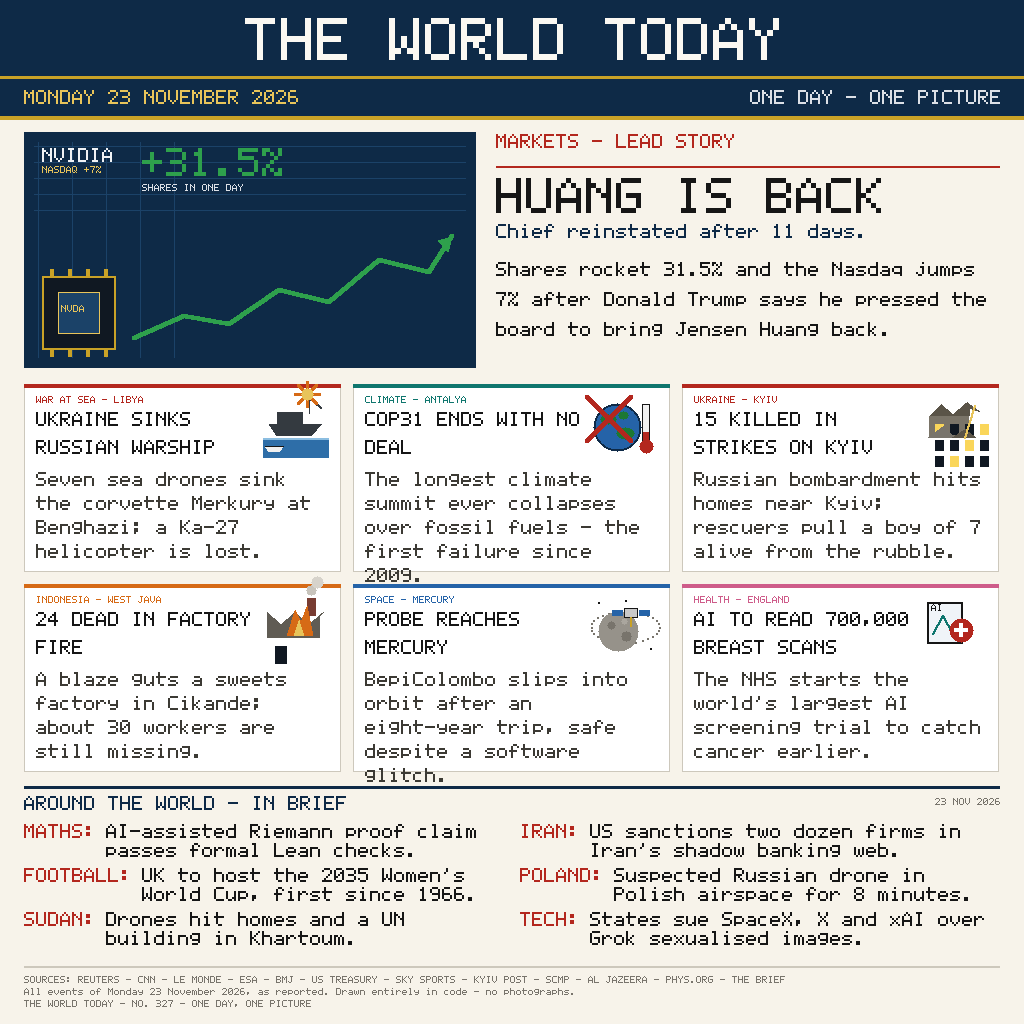 THE WORLD TODAY
MONDAY 23 NOVEMBER 2026
ONE DAY – ONE PICTURE
NVIDIA
NASDAQ +7%
+31.5%
SHARES IN ONE DAY
NVDA
MARKETS – LEAD STORY
HUANG IS BACK
Chief reinstated after 11 days.
Shares rocket 31.5% and the Nasdaq jumps
7% after Donald Trump says he pressed the
board to bring Jensen Huang back.
WAR AT SEA – LIBYA
UKRAINE SINKS
RUSSIAN WARSHIP
Seven sea drones sink
the corvette Merkury at
Benghazi; a Ka-27
helicopter is lost.
CLIMATE – ANTALYA
COP31 ENDS WITH NO
DEAL
The longest climate
summit ever collapses
over fossil fuels – the
first failure since
2009.
UKRAINE – KYIV
15 KILLED IN
STRIKES ON KYIV
Russian bombardment hits
homes near Kyiv;
rescuers pull a boy of 7
alive from the rubble.
INDONESIA – WEST JAVA
24 DEAD IN FACTORY
FIRE
A blaze guts a sweets
factory in Cikande;
about 30 workers are
still missing.
SPACE – MERCURY
PROBE REACHES
MERCURY
BepiColombo slips into
orbit after an
eight-year trip, safe
despite a software
glitch.
HEALTH – ENGLAND
AI TO READ 700,000
BREAST SCANS
AI
The NHS starts the
world's largest AI
screening trial to catch
cancer earlier.
AROUND THE WORLD – IN BRIEF
23 NOV 2026
MATHS: AI-assisted Riemann proof claim
passes formal Lean checks.
FOOTBALL: UK to host the 2035 Women's
World Cup, first since 1966.
SUDAN: Drones hit homes and a UN
building in Khartoum.
IRAN: US sanctions two dozen firms in
Iran's shadow banking web.
POLAND: Suspected Russian drone in
Polish airspace for 8 minutes.
TECH: States sue SpaceX, X and xAI over
Grok sexualised images.
SOURCES: REUTERS – CNN – LE MONDE – ESA – BMJ – US TREASURY – SKY SPORTS – KYIV POST – SCMP – AL JAZEERA – PHYS.ORG – THE BRIEF
All events of Monday 23 November 2026, as reported. Drawn entirely in code – no photographs.
THE WORLD TODAY – NO. 327 – ONE DAY, ONE PICTURE